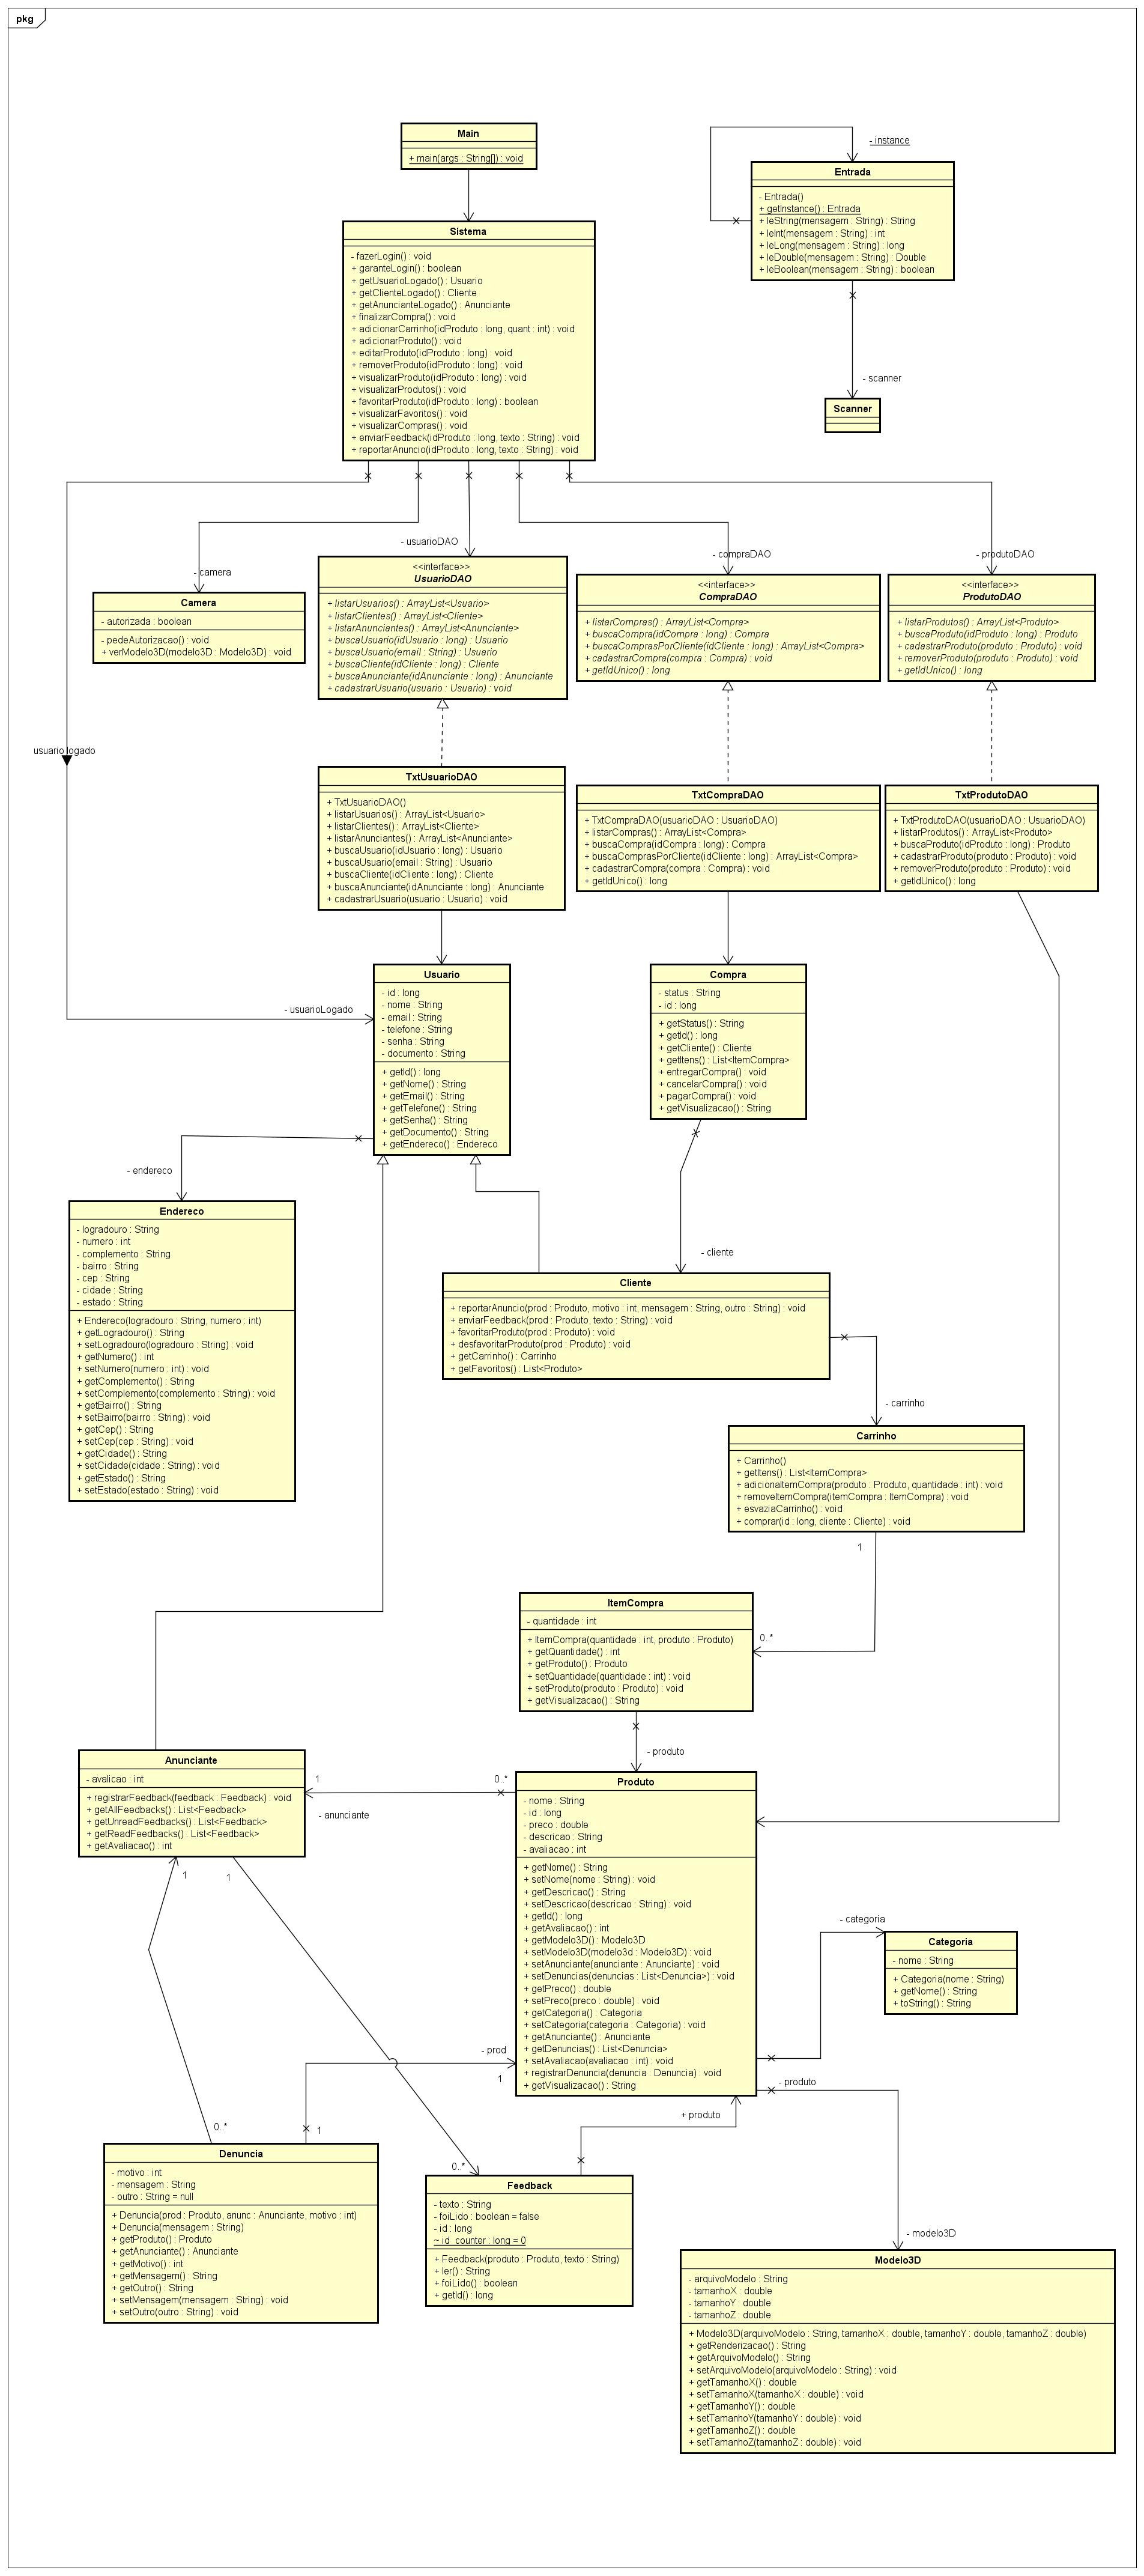 pkg
Main
+ main(args : String[]) : void
- instance
Entrada
- Entrada()
+ getInstance() : Entrada
+ leString(mensagem : String) : String
+ leInt(mensagem : String) : int
+ leLong(mensagem : String) : long
+ leDouble(mensagem : String) : Double
+ leBoolean(mensagem : String) : boolean
- scanner
Scanner
Sistema
- fazerLogin() : void
+ garanteLogin() : boolean
+ getUsuarioLogado() : Usuario
+ getClienteLogado() : Cliente
+ getAnuncianteLogado() : Anunciante
+ finalizarCompra() : void
+ adicionarCarrinho(idProduto : long, quant : int) : void
+ adicionarProduto() : void
+ editarProduto(idProduto : long) : void
+ removerProduto(idProduto : long) : void
+ visualizarProduto(idProduto : long) : void
+ visualizarProdutos() : void
+ favoritarProduto(idProduto : long) : boolean
+ visualizarFavoritos() : void
+ visualizarCompras() : void
+ enviarFeedback(idProduto : long, texto : String) : void
+ reportarAnuncio(idProduto : long, texto : String) : void
- camera
- usuarioDAO
- compraDAO
- produtoDAO
Camera
- autorizada : boolean
- pedeAutorizacao() : void
+ verModelo3D(modelo3D : Modelo3D) : void
<<interface>>
UsuarioDAO
+ listarUsuarios() : ArrayList<Usuario>
+ listarClientes() : ArrayList<Cliente>
+ listarAnunciantes() : ArrayList<Anunciante>
+ buscaUsuario(idUsuario : long) : Usuario
+ buscaUsuario(email : String) : Usuario
+ buscaCliente(idCliente : long) : Cliente
+ buscaAnunciante(idAnunciante : long) : Anunciante
+ cadastrarUsuario(usuario : Usuario) : void
<<interface>>
CompraDAO
+ listarCompras() : ArrayList<Compra>
+ buscaCompra(idCompra : long) : Compra
+ buscaComprasPorCliente(idCliente : long) : ArrayList<Compra>
+ cadastrarCompra(compra : Compra) : void
+ getIdUnico() : long
<<interface>>
ProdutoDAO
+ listarProdutos() : ArrayList<Produto>
+ buscaProduto(idProduto : long) : Produto
+ cadastrarProduto(produto : Produto) : void
+ removerProduto(produto : Produto) : void
+ getIdUnico() : long
usuario logado
TxtUsuarioDAO
+ TxtUsuarioDAO()
+ listarUsuarios() : ArrayList<Usuario>
+ listarClientes() : ArrayList<Cliente>
+ listarAnunciantes() : ArrayList<Anunciante>
+ buscaUsuario(idUsuario : long) : Usuario
+ buscaUsuario(email : String) : Usuario
+ buscaCliente(idCliente : long) : Cliente
+ buscaAnunciante(idAnunciante : long) : Anunciante
+ cadastrarUsuario(usuario : Usuario) : void
TxtCompraDAO
+ TxtCompraDAO(usuarioDAO : UsuarioDAO)
+ listarCompras() : ArrayList<Compra>
+ buscaCompra(idCompra : long) : Compra
+ buscaComprasPorCliente(idCliente : long) : ArrayList<Compra>
+ cadastrarCompra(compra : Compra) : void
+ getIdUnico() : long
TxtProdutoDAO
+ TxtProdutoDAO(usuarioDAO : UsuarioDAO)
+ listarProdutos() : ArrayList<Produto>
+ buscaProduto(idProduto : long) : Produto
+ cadastrarProduto(produto : Produto) : void
+ removerProduto(produto : Produto) : void
+ getIdUnico() : long
- usuarioLogado
Usuario
- id : long
- nome : String
- email : String
- telefone : String
- senha : String
- documento : String
+ getId() : long
+ getNome() : String
+ getEmail() : String
+ getTelefone() : String
+ getSenha() : String
+ getDocumento() : String
+ getEndereco() : Endereco
Compra
- status : String
- id : long
+ getStatus() : String
+ getId() : long
+ getCliente() : Cliente
+ getItens() : List<ItemCompra>
+ entregarCompra() : void
+ cancelarCompra() : void
+ pagarCompra() : void
+ getVisualizacao() : String
- endereco
Endereco
- logradouro : String
- numero : int
- complemento : String
- bairro : String
- cep : String
- cidade : String
- estado : String
+ Endereco(logradouro : String, numero : int)
+ getLogradouro() : String
+ setLogradouro(logradouro : String) : void
+ getNumero() : int
+ setNumero(numero : int) : void
+ getComplemento() : String
+ setComplemento(complemento : String) : void
+ getBairro() : String
+ setBairro(bairro : String) : void
+ getCep() : String
+ setCep(cep : String) : void
+ getCidade() : String
+ setCidade(cidade : String) : void
+ getEstado() : String
+ setEstado(estado : String) : void
- cliente
Cliente
+ reportarAnuncio(prod : Produto, motivo : int, mensagem : String, outro : String) : void
+ enviarFeedback(prod : Produto, texto : String) : void
+ favoritarProduto(prod : Produto) : void
+ desfavoritarProduto(prod : Produto) : void
+ getCarrinho() : Carrinho
+ getFavoritos() : List<Produto>
- carrinho
Carrinho
+ Carrinho()
+ getItens() : List<ItemCompra>
+ adicionaItemCompra(produto : Produto, quantidade : int) : void
+ removeItemCompra(itemCompra : ItemCompra) : void
+ esvaziaCarrinho() : void
+ comprar(id : long, cliente : Cliente) : void
1
0..*
ItemCompra
- quantidade : int
+ ItemCompra(quantidade : int, produto : Produto)
+ getQuantidade() : int
+ getProduto() : Produto
+ setQuantidade(quantidade : int) : void
+ setProduto(produto : Produto) : void
+ getVisualizacao() : String
- produto
Anunciante
- avalicao : int
+ registrarFeedback(feedback : Feedback) : void
+ getAllFeedbacks() : List<Feedback>
+ getUnreadFeedbacks() : List<Feedback>
+ getReadFeedbacks() : List<Feedback>
+ getAvaliacao() : int
1
0..*
- anunciante
1
1
Produto
- nome : String
- id : long
- preco : double
- descricao : String
- avaliacao : int
+ getNome() : String
+ setNome(nome : String) : void
+ getDescricao() : String
+ setDescricao(descricao : String) : void
+ getId() : long
+ getAvaliacao() : int
+ getModelo3D() : Modelo3D
+ setModelo3D(modelo3d : Modelo3D) : void
+ setAnunciante(anunciante : Anunciante) : void
+ setDenuncias(denuncias : List<Denuncia>) : void
+ getPreco() : double
+ setPreco(preco : double) : void
+ getCategoria() : Categoria
+ setCategoria(categoria : Categoria) : void
+ getAnunciante() : Anunciante
+ getDenuncias() : List<Denuncia>
+ setAvaliacao(avaliacao : int) : void
+ registrarDenuncia(denuncia : Denuncia) : void
+ getVisualizacao() : String
- categoria
Categoria
- nome : String
+ Categoria(nome : String)
+ getNome() : String
+ toString() : String
- prod
1
- produto
+ produto
0..*
1
Denuncia
- motivo : int
- mensagem : String
- outro : String = null
+ Denuncia(prod : Produto, anunc : Anunciante, motivo : int)
+ Denuncia(mensagem : String)
+ getProduto() : Produto
+ getAnunciante() : Anunciante
+ getMotivo() : int
+ getMensagem() : String
+ getOutro() : String
+ setMensagem(mensagem : String) : void
+ setOutro(outro : String) : void
0..*
Feedback
- texto : String
- foiLido : boolean = false
- id : long
~ id_counter : long = 0
+ Feedback(produto : Produto, texto : String)
+ ler() : String
+ foiLido() : boolean
+ getId() : long
- modelo3D
Modelo3D
- arquivoModelo : String
- tamanhoX : double
- tamanhoY : double
- tamanhoZ : double
+ Modelo3D(arquivoModelo : String, tamanhoX : double, tamanhoY : double, tamanhoZ : double)
+ getRenderizacao() : String
+ getArquivoModelo() : String
+ setArquivoModelo(arquivoModelo : String) : void
+ getTamanhoX() : double
+ setTamanhoX(tamanhoX : double) : void
+ getTamanhoY() : double
+ setTamanhoY(tamanhoY : double) : void
+ getTamanhoZ() : double
+ setTamanhoZ(tamanhoZ : double) : void